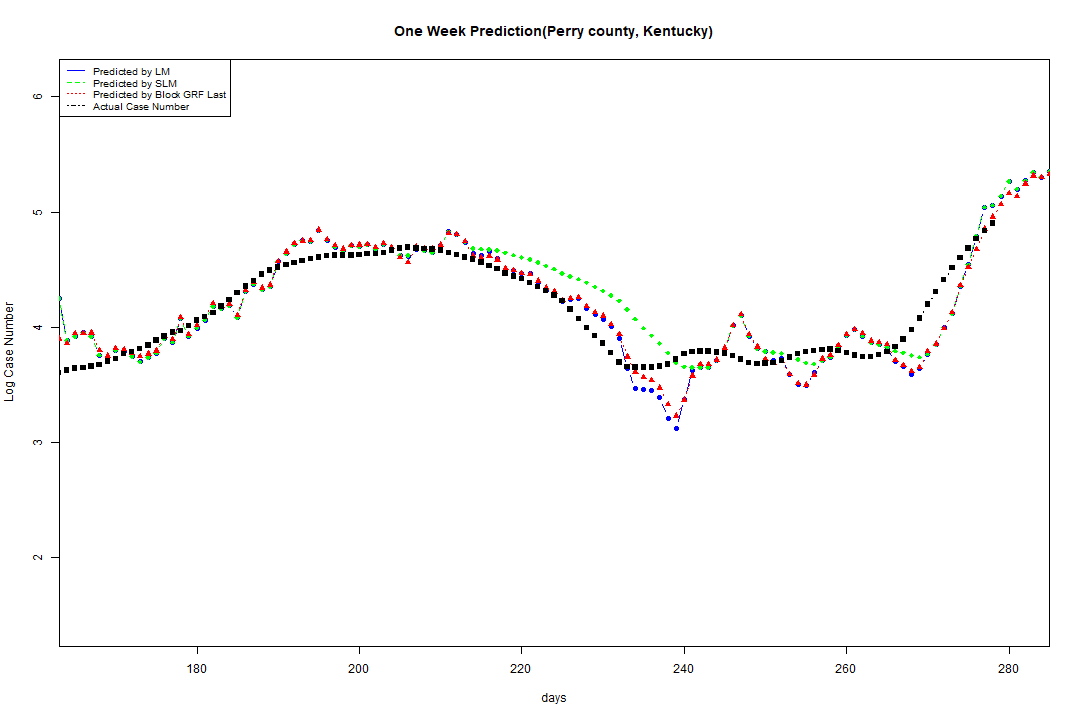 One Week Prediction(Perry county, Kentucky)
Predicted by LM
Predicted by SLM
Predicted by Block GRF Last
Actual Case Number
6
5
4
3
2
Log Case Number
180 200 220 240 260 280
days